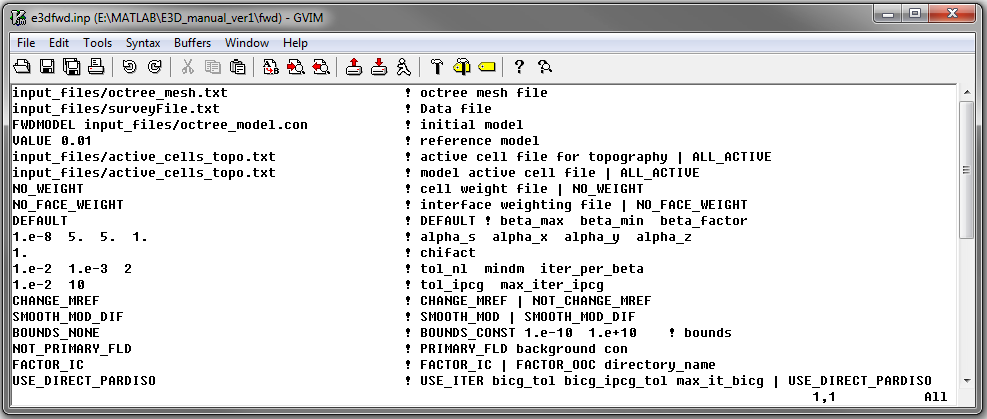 e3dfwd.inp (E:\MATLAB\E3D_manual_ver1\fwd) - GVIM
File Edit Tools Syntax Buffers Window Help
input_files/octree_mesh.txt ! octree mesh file
input_files/surveyFile.txt ! Data file
FWDMODEL input_files/octree_model.con ! initial model
VALUE 0.01 ! reference model
input_files/active_cells_topo.txt ! active cell file for topography | ALL_ACTIVE
input_files/active_cells_topo.txt ! model active cell file | ALL_ACTIVE
NO_WEIGHT ! cell weight file | NO_WEIGHT
NO_FACE_WEIGHT ! interface weighting file | NO_FACE_WEIGHT
DEFAULT ! DEFAULT ! beta_max beta_min beta_factor
1.e-8 5. 5. 1. ! alpha_s alpha_x alpha_y alpha_z
1. ! chifact
1.e-2 1.e-3 2 ! tol_nl mindm iter_per_beta
1.e-2 10 ! tol_ipcg max_iter_ipcg
CHANGE_MREF ! CHANGE_MREF | NOT_CHANGE_MREF
SMOOTH_MOD_DIF ! SMOOTH_MOD | SMOOTH_MOD_DIF
BOUNDS_NONE ! BOUNDS_CONST 1.e-10 1.e+10 ! bounds
NOT_PRIMARY_FLD ! PRIMARY_FLD background con
FACTOR_IC ! FACTOR_IC | FACTOR_OOC directory_name
USE_DIRECT_PARDISO ! USE_ITER bicg_tol bicg_ipcg_tol max_it_bicg | USE_DIRECT_PARDISO
1,1 All